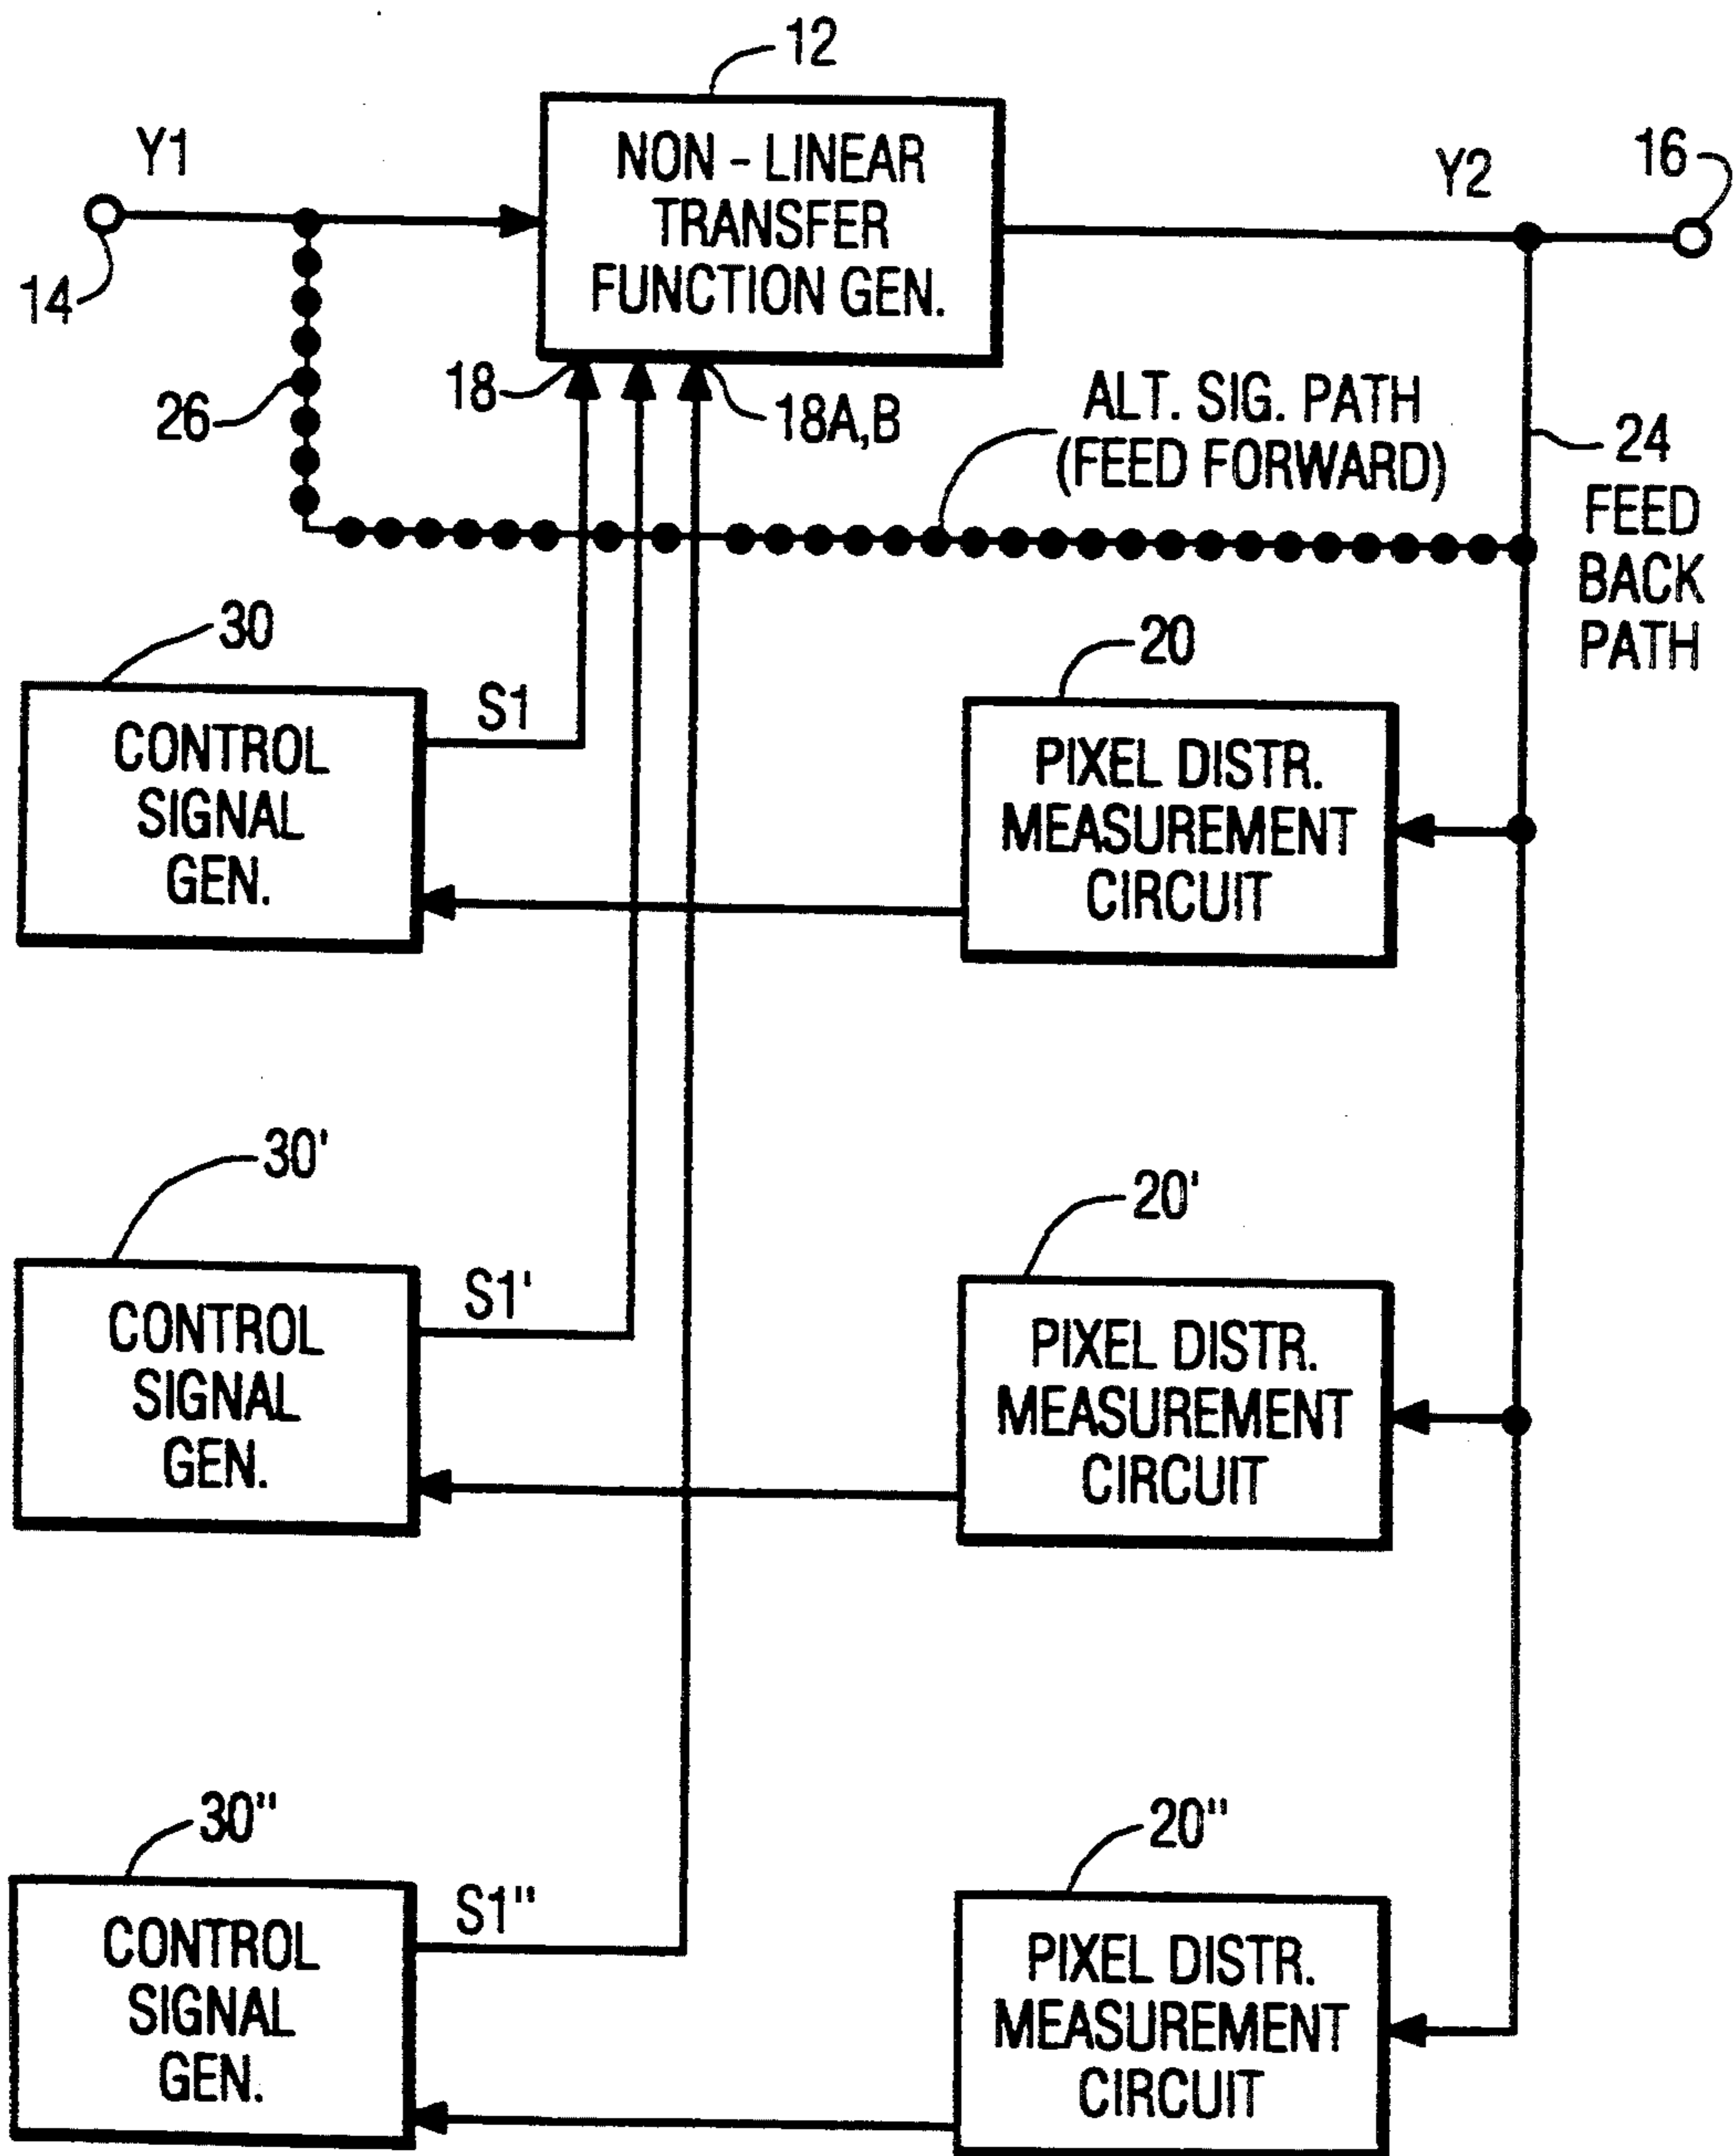 12
Y1
NON - LINEAR
TRANSFER
FUNCTION GEN.
Y2
16
14
18
18A,B
26
ALT. SIG. PATH
(FEED FORWARD)
24
FEED
BACK
PATH
30
S1
CONTROL
SIGNAL
GEN.
20
PIXEL DISTR.
MEASUREMENT
CIRCUIT
30'
S1'
CONTROL
SIGNAL
GEN.
20'
PIXEL DISTR.
MEASUREMENT
CIRCUIT
30"
S1"
CONTROL
SIGNAL
GEN.
20"
PIXEL DISTR.
MEASUREMENT
CIRCUIT